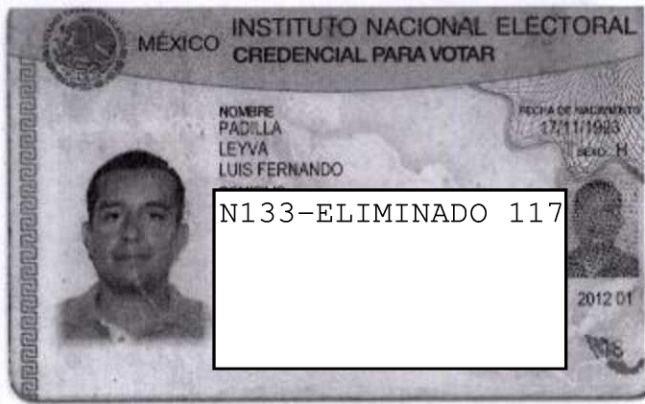 MÉXICO
INSTITUTO NACIONAL ELECTORAL
CREDENCIAL PARA VOTAR
NOMBRE
PADILLA
LEYVA
LUIS FERNANDO
FECHA DE NACIMIENTO
17/11/1993
SEXO H
N133-ELIMINADO 117
2012 01